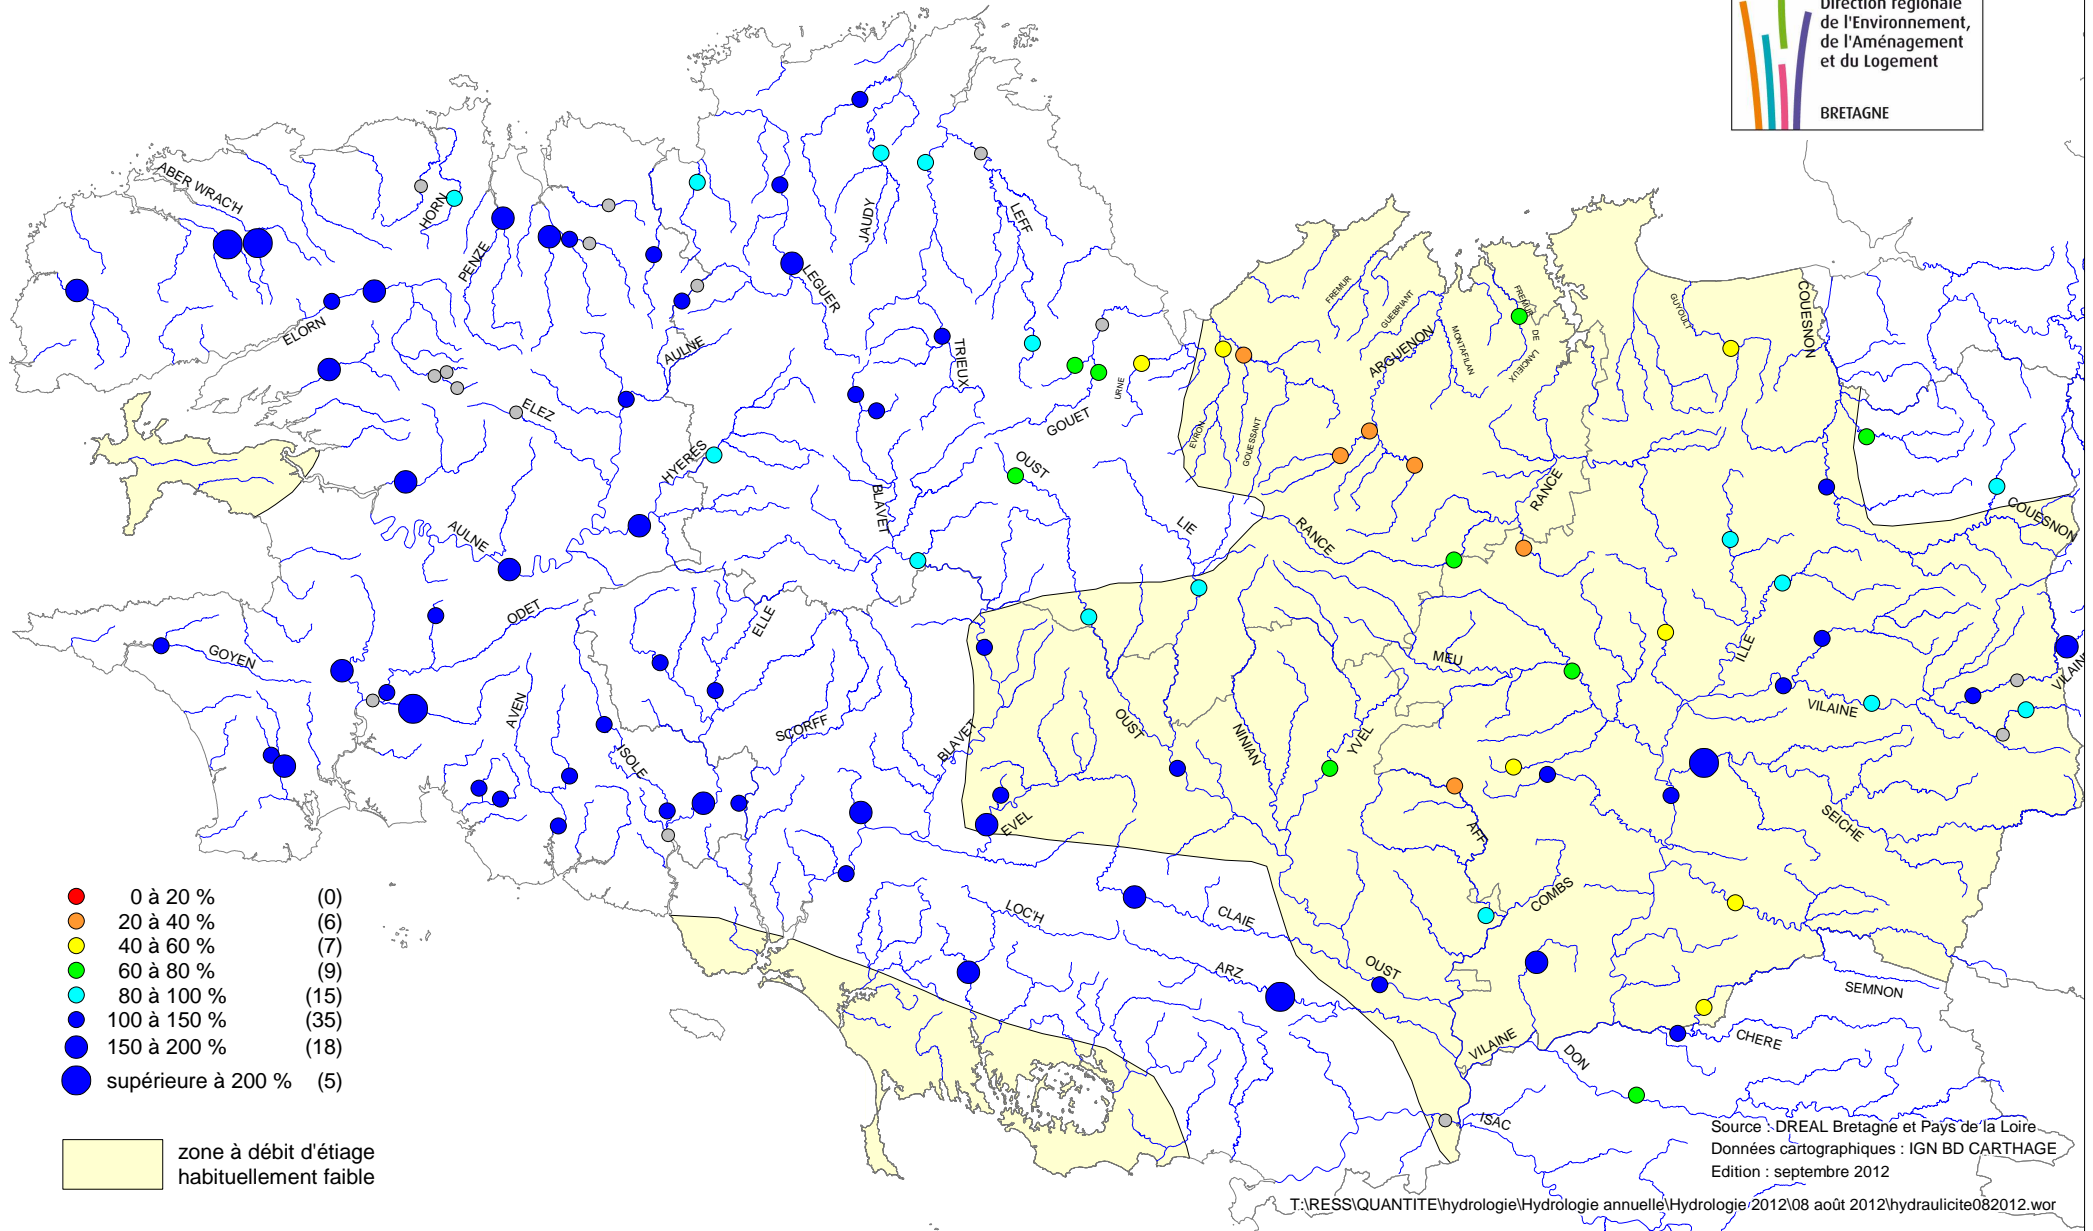 Direction régionale
de l'Environnement,
de l'Aménagement
et du Logement
BRETAGNE
ABER WRAC'H
HORN
PENZE
ELORN
LEGUER
JAUDY
LEFF
TRIEUX
AULNE
ELEZ
HYERES
BLAVET
GOUET
URNE
OUST
LIE
EVRON
GOUESSANT
FREMUR
GUEBRIANT
ARGUENON
MONTAFILAN
FREMUR
DE
LANCIEUX
GUYOULT
COUESNON
COUESNON
RANCE
RANCE
AULNE
ODET
GOYEN
ELLE
AVEN
ISOLE
SCORFF
BLAVET
EVEL
OUST
NINIAN
YVEL
MEU
ILLE
VILAINE
VILAINE
SEICHE
AFF
COMBS
LOC'H
CLAIE
ARZ
OUST
VILAINE
SEMNON
CHERE
DON
ISAC
0 à 20 % (0)
20 à 40 % (6)
40 à 60 % (7)
60 à 80 % (9)
80 à 100 % (15)
100 à 150 % (35)
150 à 200 % (18)
supérieure à 200 % (5)
zone à débit d'étiage
habituellement faible
Source : DREAL Bretagne et Pays de la Loire
Données cartographiques : IGN BD CARTHAGE
Edition : septembre 2012
T:\RESS\QUANTITE\hydrologie\Hydrologie annuelle\Hydrologie 2012\08 août 2012\hydraulicite082012.wor